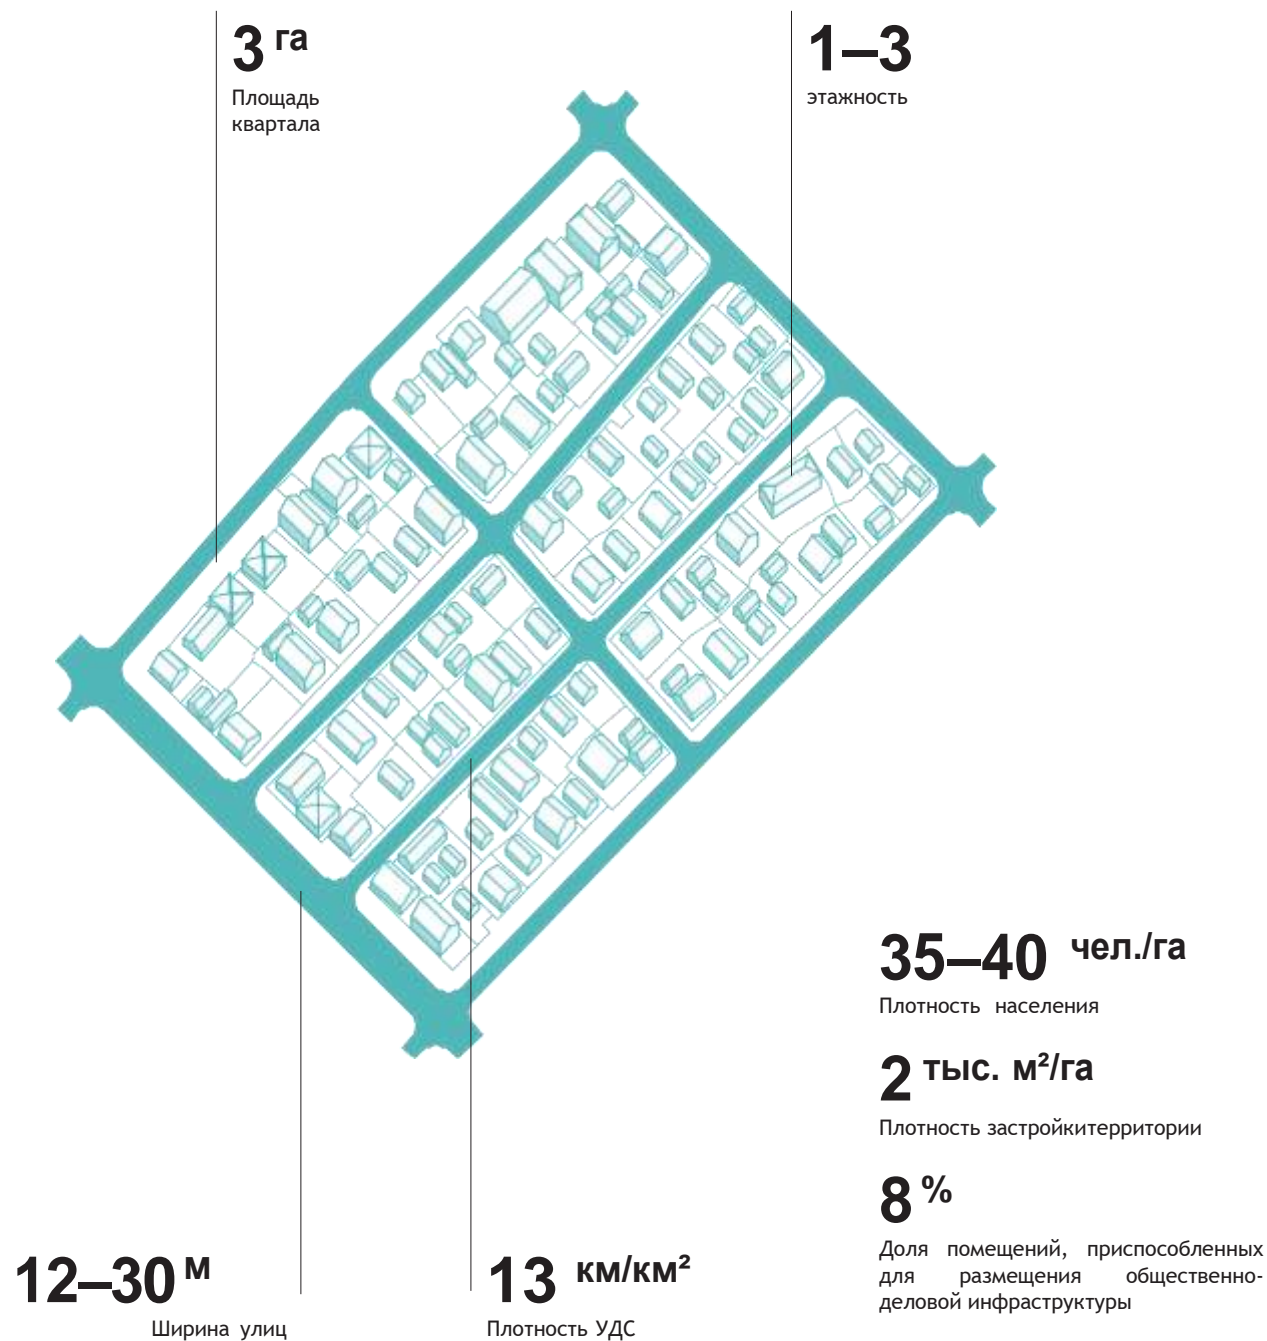 3 га
Площадь
квартала
1–3
этажность
35–40 чел./га
Плотность населения
2 тыс. м²/га
Плотность застройкитерритории
8 %
Доля помещений, приспособленных
для размещения общественно-
деловой инфраструктуры
12–30 м
Ширина улиц
13 км/км²
Плотность УДС